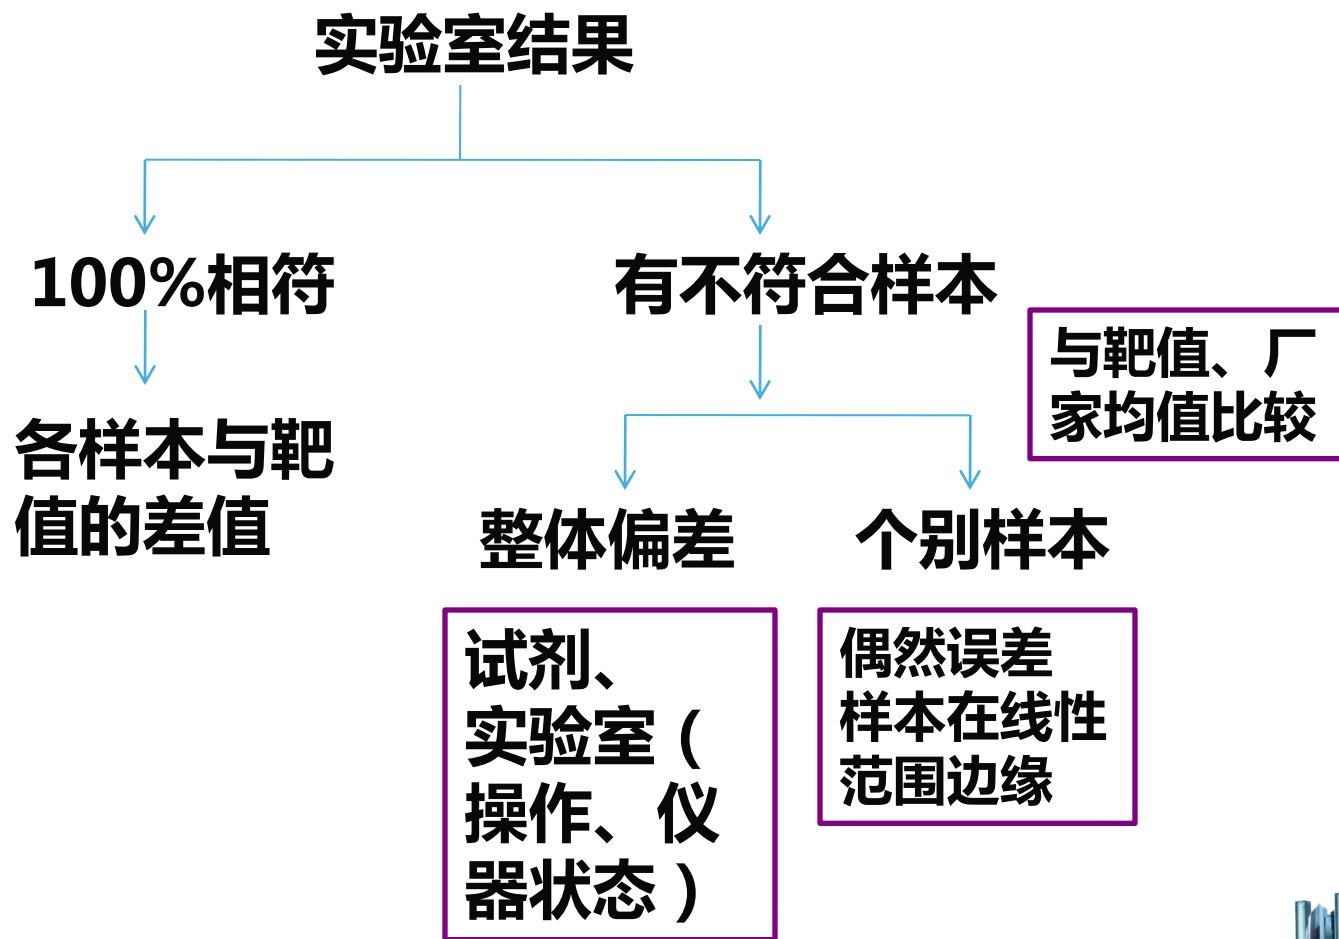 实验室结果
100%相符
有不符合样本
与靶值、厂
家均值比较
各样本与靶
值的差值
整体偏差
个别样本
试剂、
实验室（
操作、仪
器状态）
偶然误差
样本在线性
范围边缘